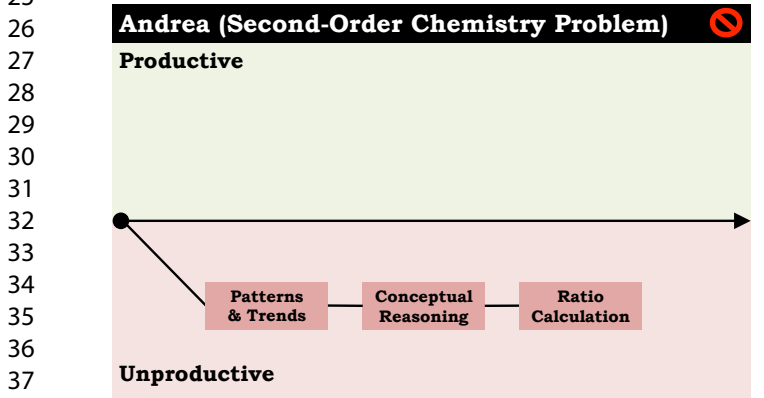 25
26
Andrea (Second-Order Chemistry Problem)
27
Productive
28
29
30
31
32
33
34
Patterns
& Trends
Conceptual
Reasoning
Ratio
Calculation
35
36
37
Unproductive